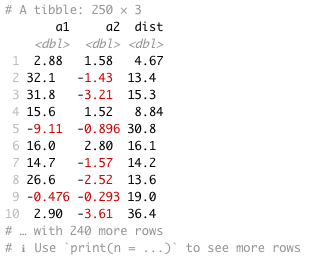 # A tibble: 250 × 3
a1 a2 dist
<dbl> <dbl> <dbl>
1 2.88 1.58 4.67
2 32.1 -1.43 13.4
3 31.8 -3.21 15.3
4 15.6 1.52 8.84
5 -9.11 -0.896 30.8
6 16.0 2.80 16.1
7 14.7 -1.57 14.2
8 26.6 -2.52 13.6
9 -0.476 -0.293 19.0
10 2.90 -3.61 36.4
# … with 240 more rows
# ℹ Use `print(n = ...)` to see more rows